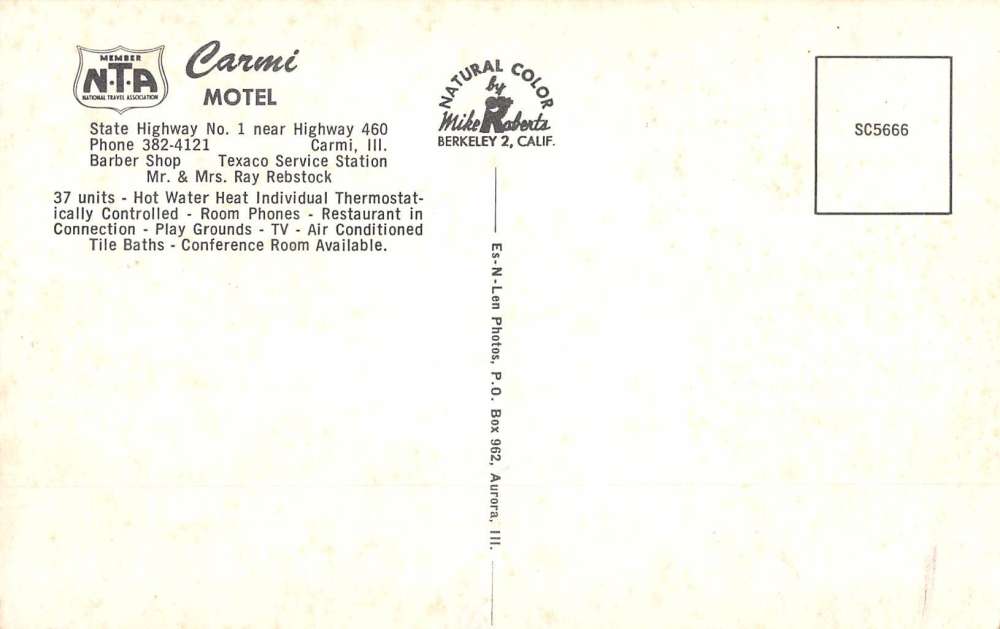 MEMBER
N·T·A
NATIONAL TRAVEL ASSOCIATION
Carmi
MOTEL
State Highway No. 1 near Highway 460
Phone 382-4121 Carmi, Ill.
Barber Shop Texaco Service Station
Mr. & Mrs. Ray Rebstock
37 units - Hot Water Heat Individual Thermostat-
ically Controlled - Room Phones - Restaurant in
Connection - Play Grounds - TV - Air Conditioned
Tile Baths - Conference Room Available.
NATURAL COLOR
by
Mike Roberts
BERKELEY 2, CALIF.
Es-N-Len Photos, P.O. Box 962, Aurora, Ill.
SC5666